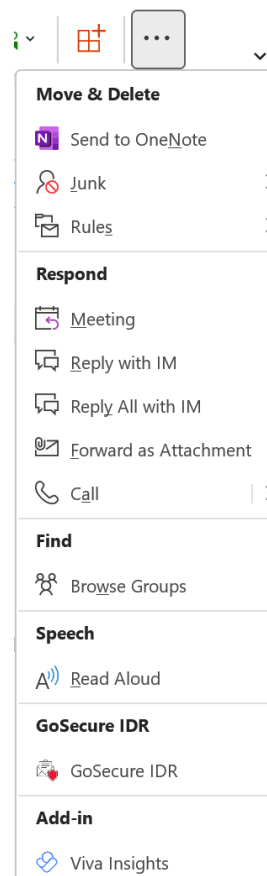 Move & Delete
Send to OneNote
Junk
Rules
Respond
Meeting
Reply with IM
Reply All with IM
Forward as Attachment
Call
Find
Browse Groups
Speech
Read Aloud
GoSecure IDR
GoSecure IDR
Add-in
Viva Insights